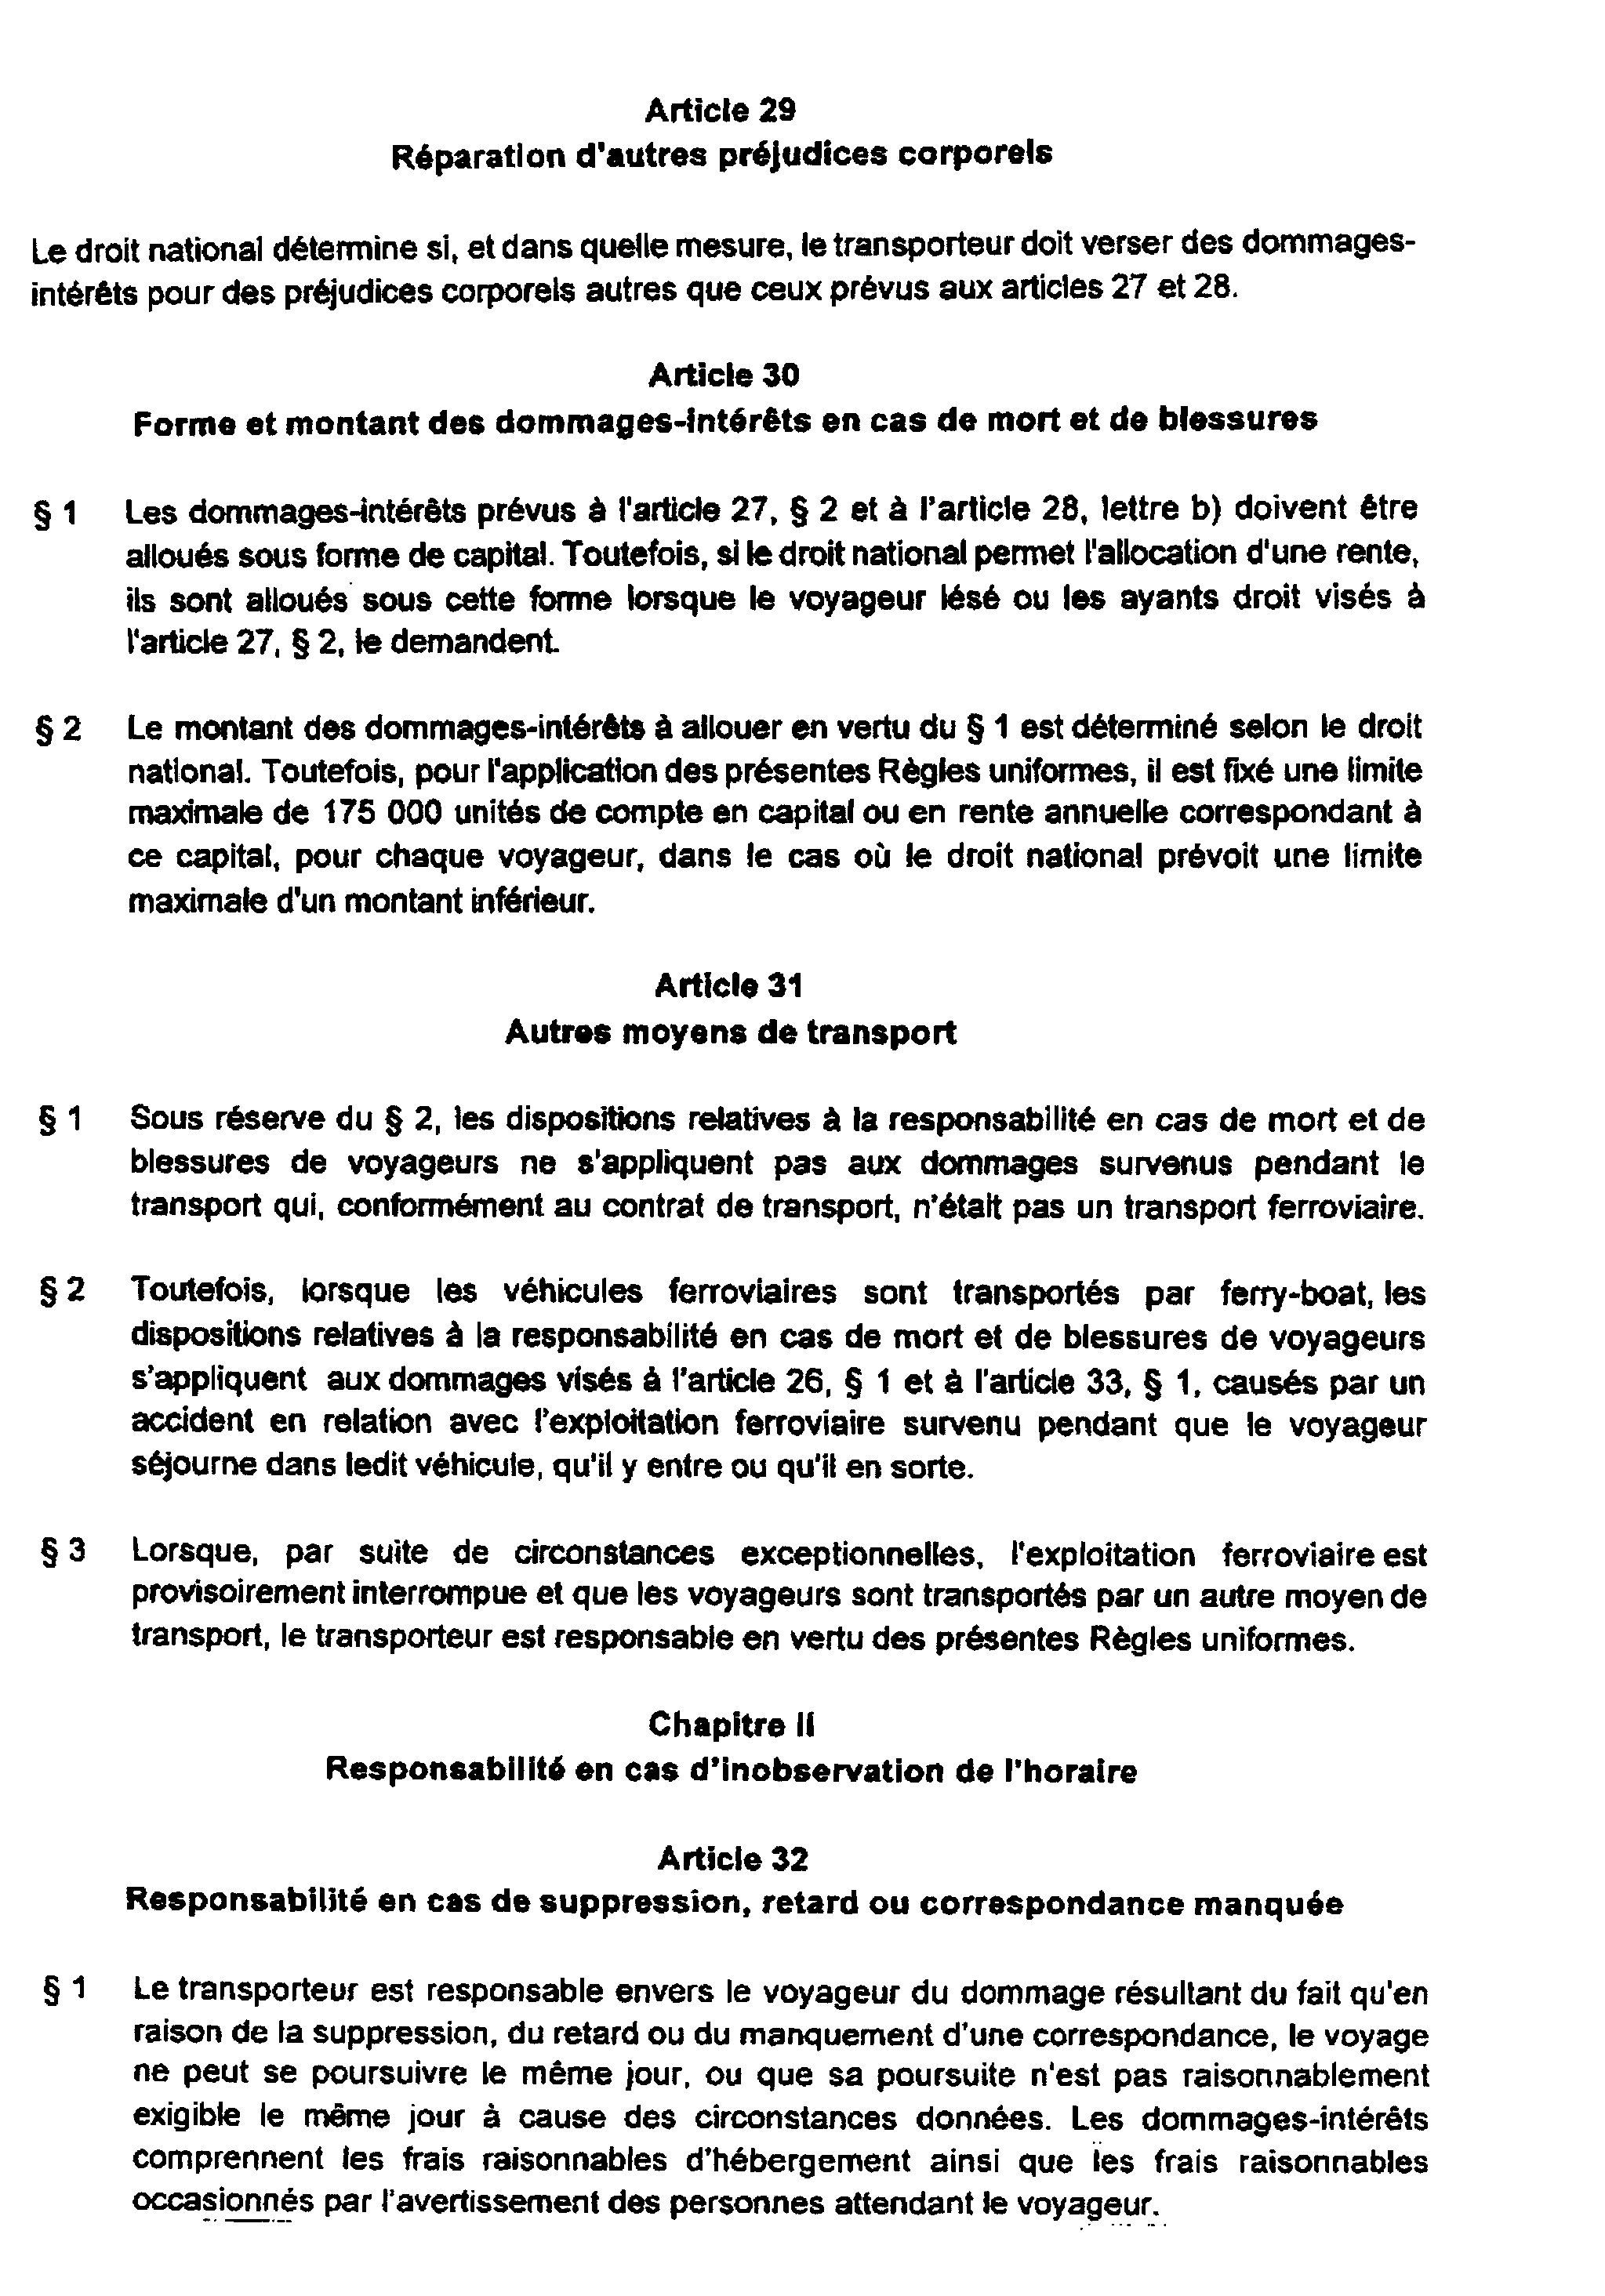 Article 29
Réparation d'autres préjudices corporels
Le droit national détermine si, et dans quelle mesure, le transporteur doit verser des dommages-
intérêts pour des préjudices corporels autres que ceux prévus aux articles 27 et 28.
Article 30
Forme et montant des dommages-intérêts en cas de mort et de blessures
§ 1 Les dommages-intérêts prévus à l'article 27, § 2 et à l'article 28, lettre b) doivent être
alloués sous forme de capital. Toutefois, si le droit national permet l'allocation d'une rente,
ils sont alloués sous cette forme lorsque le voyageur lésé ou les ayants droit visés à
l'article 27, § 2, le demandent.
§ 2 Le montant des dommages-intérêts à allouer en vertu du § 1 est déterminé selon le droit
national. Toutefois, pour l'application des présentes Règles uniformes, il est fixé une limite
maximale de 175 000 unités de compte en capital ou en rente annuelle correspondant à
ce capital, pour chaque voyageur, dans le cas où le droit national prévoit une limite
maximale d'un montant inférieur.
Article 31
Autres moyens de transport
§ 1 Sous réserve du § 2, les dispositions relatives à la responsabilité en cas de mort et de
blessures de voyageurs ne s'appliquent pas aux dommages survenus pendant le
transport qui, conformément au contrat de transport, n'était pas un transport ferroviaire.
§ 2 Toutefois, lorsque les véhicules ferroviaires sont transportés par ferry-boat, les
dispositions relatives à la responsabilité en cas de mort et de blessures de voyageurs
s'appliquent aux dommages visés à l'article 26, § 1 et à l'article 33, § 1, causés par un
accident en relation avec l'exploitation ferroviaire survenu pendant que le voyageur
séjourne dans ledit véhicule, qu'il y entre ou qu'il en sorte.
§ 3 Lorsque, par suite de circonstances exceptionnelles, l'exploitation ferroviaire est
provisoirement interrompue et que les voyageurs sont transportés par un autre moyen de
transport, le transporteur est responsable en vertu des présentes Règles uniformes.
Chapitre II
Responsabilité en cas d'inobservation de l'horaire
Article 32
Responsabilité en cas de suppression, retard ou correspondance manquée
§ 1 Le transporteur est responsable envers le voyageur du dommage résultant du fait qu'en
raison de la suppression, du retard ou du manquement d'une correspondance, le voyage
ne peut se poursuivre le même jour, ou que sa poursuite n'est pas raisonnablement
exigible le même jour à cause des circonstances données. Les dommages-intérêts
comprennent les frais raisonnables d'hébergement ainsi que les frais raisonnables
occasionnés par l'avertissement des personnes attendant le voyageur.